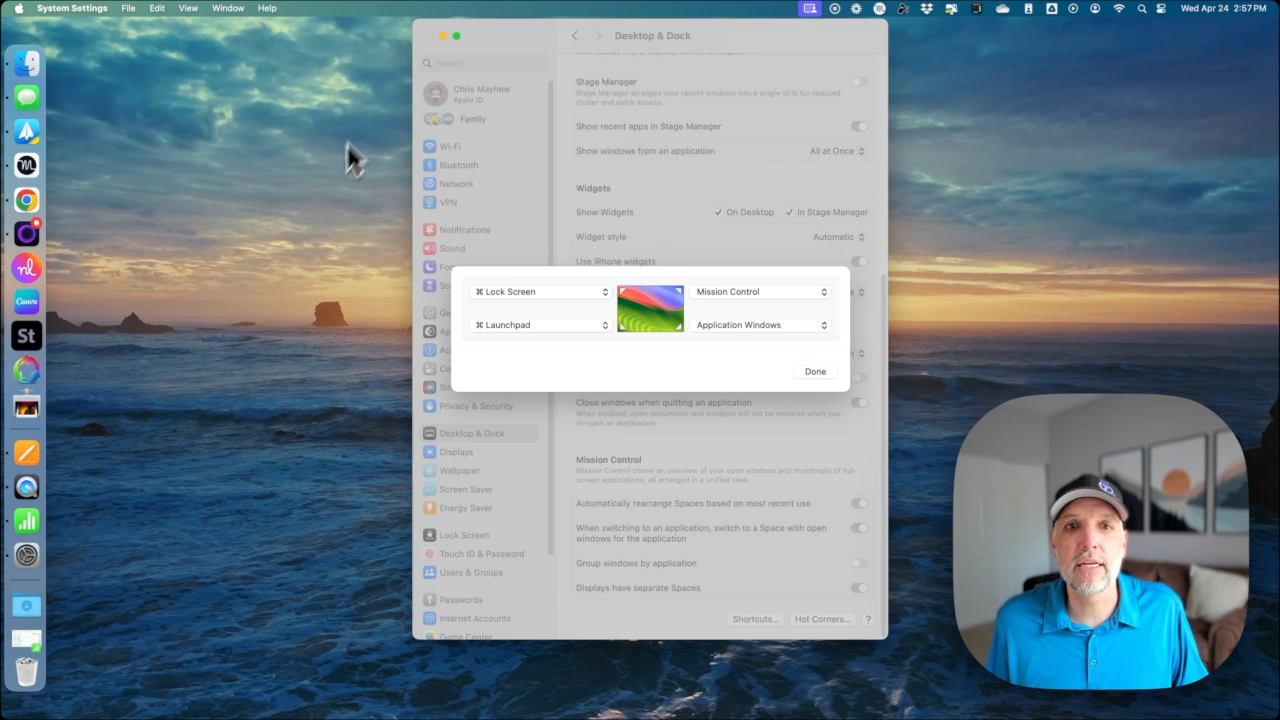 System Settings File Edit View Window Help
Wed Apr 24 2:57 PM
Desktop & Dock
Search
Chris Mayhew
Apple ID
Family
Wi-Fi
Bluetooth
Network
VPN
Notifications
Sound
Privacy & Security
Desktop & Dock
Displays
Wallpaper
Screen Saver
Energy Saver
Lock Screen
Touch ID & Password
Users & Groups
Passwords
Internet Accounts
Game Center
Stage Manager
Stage Manager arranges your recent windows into a single strip for reduced
clutter and quick access.
Show recent apps in Stage Manager
Show windows from an application All at Once
Widgets
Show Widgets ✓ On Desktop ✓ In Stage Manager
Widget style Automatic
Use iPhone widgets
⌘ Lock Screen Mission Control
⌘ Launchpad Application Windows
Done
Close windows when quitting an application
When enabled, open documents and windows will not be restored when you
re-open an application.
Mission Control
Mission Control shows an overview of your open windows and thumbnails of full-
screen applications, all arranged in a unified view.
Automatically rearrange Spaces based on most recent use
When switching to an application, switch to a Space with open
windows for the application
Group windows by application
Displays have separate Spaces
Shortcuts... Hot Corners... ?
nl
Canva
St